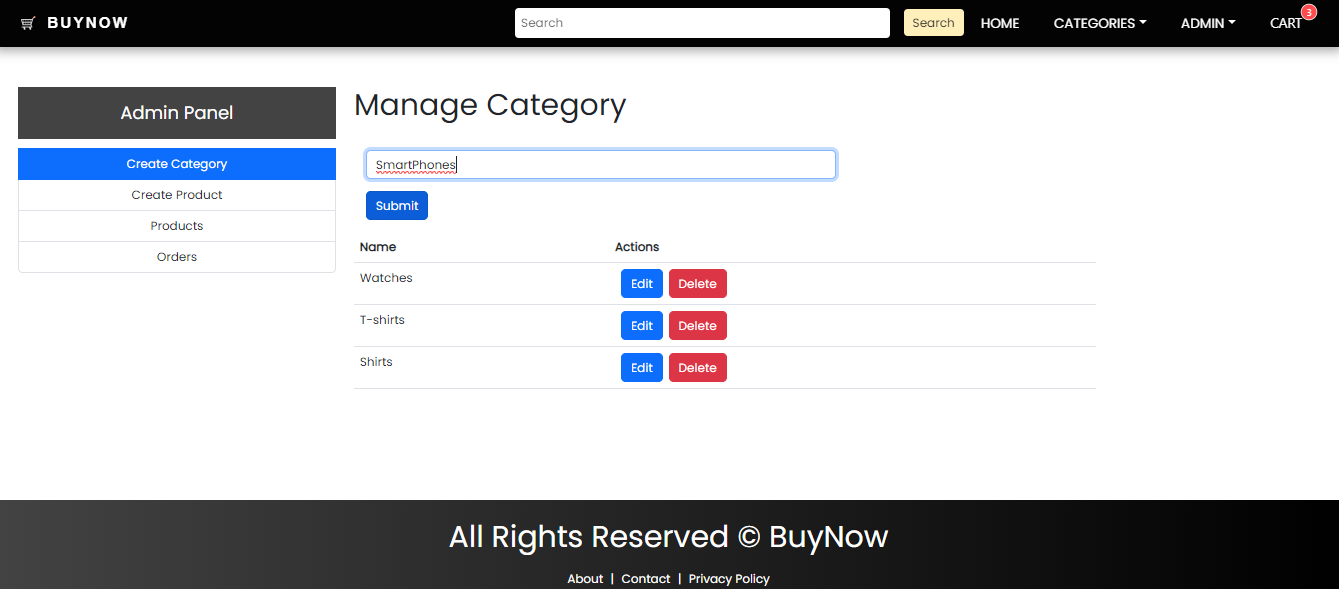 BUYNOW Search Search HOME CATEGORIES ADMIN CART 3
Admin Panel
Create Category
Create Product
Products
Orders
Manage Category
SmartPhones
Submit
Name Actions
Watches Edit Delete
T-shirts Edit Delete
Shirts Edit Delete
All Rights Reserved © BuyNow
About | Contact | Privacy Policy